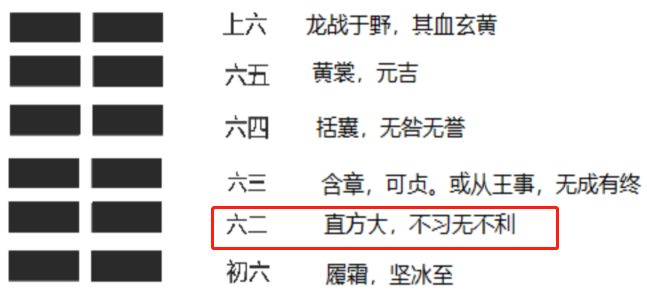 上六 龙战于野，其血玄黄
六五 黄裳，元吉
六四 括囊，无咎无誉
六三 含章，可贞。或从王事，无成有终
六二 直方大，不习无不利
初六 履霜，坚冰至